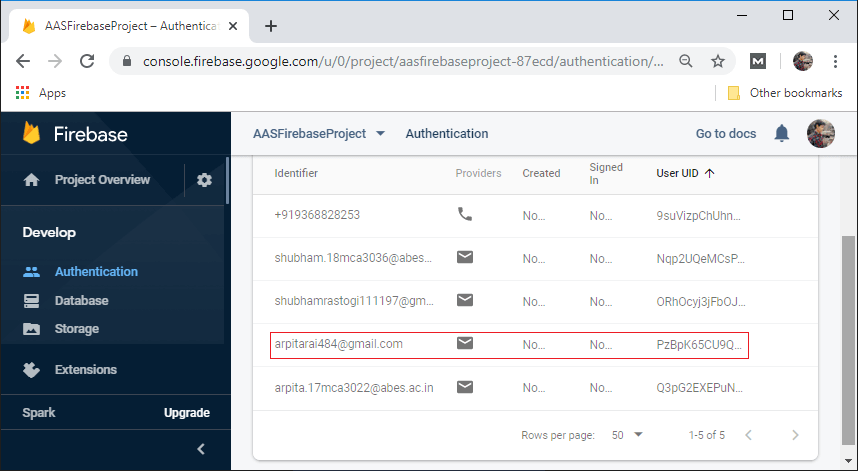 AASFirebaseProject – Authentica
console.firebase.google.com/u/0/project/aasfirebaseproject-87ecd/authentication/...
M
Apps
Other bookmarks
Firebase
AASFirebaseProject
Authentication
Go to docs
Project Overview
Identifier
Providers
Created
Signed
In
User UID
+919368828253
No...
No...
9suVizpChUhn...
Develop
shubham.18mca3036@abes...
No...
No...
Nqp2UQeMCsP...
Authentication
Database
shubhamrastogi111197@gm...
No...
No...
ORhOcyj3jFbOJ...
Storage
arpitarai484@gmail.com
No...
No...
PzBpK65CU9Q...
Extensions
arpita.17mca3022@abes.ac.in
No...
No...
Q3pG2EXEPuN...
Spark
Upgrade
Rows per page:
50
1-5 of 5